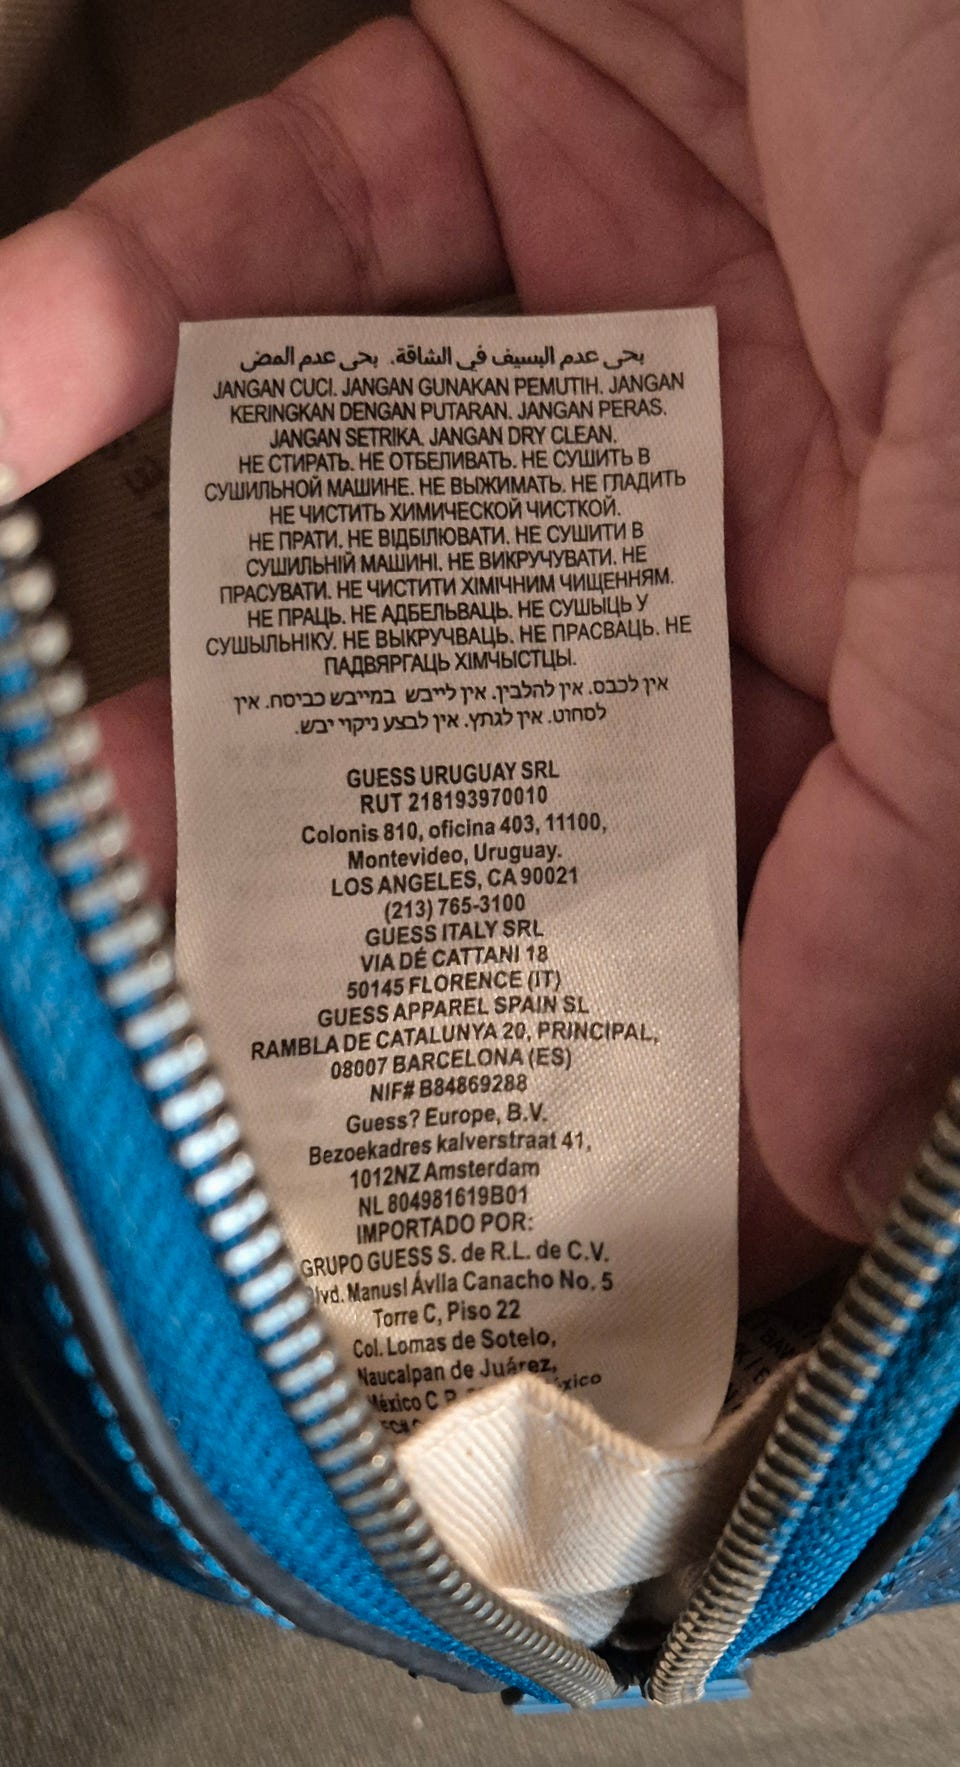 بحى عدم البسيف في الشاقة. بحى عدم المض
JANGAN CUCI. JANGAN GUNAKAN PEMUTIH. JANGAN
KERINGKAN DENGAN PUTARAN. JANGAN PERAS.
JANGAN SETRIKA. JANGAN DRY CLEAN.
НЕ СТИРАТЬ. НЕ ОТБЕЛИВАТЬ. НЕ СУШИТЬ В
СУШИЛЬНОЙ МАШИНЕ. НЕ ВЫЖИМАТЬ. НЕ ГЛАДИТЬ
НЕ ЧИСТИТЬ ХИМИЧЕСКОЙ ЧИСТКОЙ.
НЕ ПРАТИ. НЕ ВІДБІЛЮВАТИ. НЕ СУШИТИ В
СУШИЛЬНІЙ МАШИНІ. НЕ ВИКРУЧУВАТИ. НЕ
ПРАСУВАТИ. НЕ ЧИСТИТИ ХІМІЧНИМ ЧИЩЕННЯМ.
НЕ ПРАЦЬ. НЕ АДБЕЛЬВАЦЬ. НЕ СУШЫЦЬ У
СУШЫЛЬНІКУ. НЕ ВЫКРУЧВАЦЬ. НЕ ПРАСВАЦЬ. НЕ
ПАДВЯРГАЦЬ ХІМЧЫСТЦЫ.
אין לכבס. אין להלבין. אין לייבש במייבש כביסה. אין
לסחוט. אין לגהץ. אין לבצע ניקוי יבש.
GUESS URUGUAY SRL
RUT 218193970010
Colonis 810, oficina 403, 11100,
Montevideo, Uruguay.
LOS ANGELES, CA 90021
(213) 765-3100
GUESS ITALY SRL
VIA DÉ CATTANI 18
50145 FLORENCE (IT)
GUESS APPAREL SPAIN SL
RAMBLA DE CATALUNYA 20, PRINCIPAL,
08007 BARCELONA (ES)
NIF# B84869288
Guess? Europe, B.V.
Bezoekadres kalverstraat 41,
1012NZ Amsterdam
NL 804981619B01
IMPORTADO POR:
GRUPO GUESS S. de R.L. de C.V.
lvd. Manusl Ávlla Canacho No. 5
Torre C, Piso 22
Col. Lomas de Sotelo,
Naucalpan de Juárez,
México C.P. xico